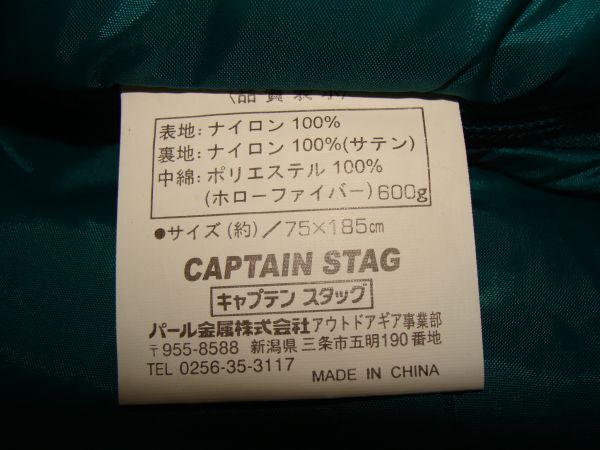 (品質表示)
表地: ナイロン 100%
裏地: ナイロン 100%(サテン)
中綿: ポリエステル 100%
(ホローファイバー) 600g
●サイズ(約)/75×185cm
CAPTAIN STAG
キャプテン スタッグ
パール金属株式会社アウトドアギア事業部
〒955-8588 新潟県 三条市五明190番地
TEL 0256-35-3117
MADE IN CHINA